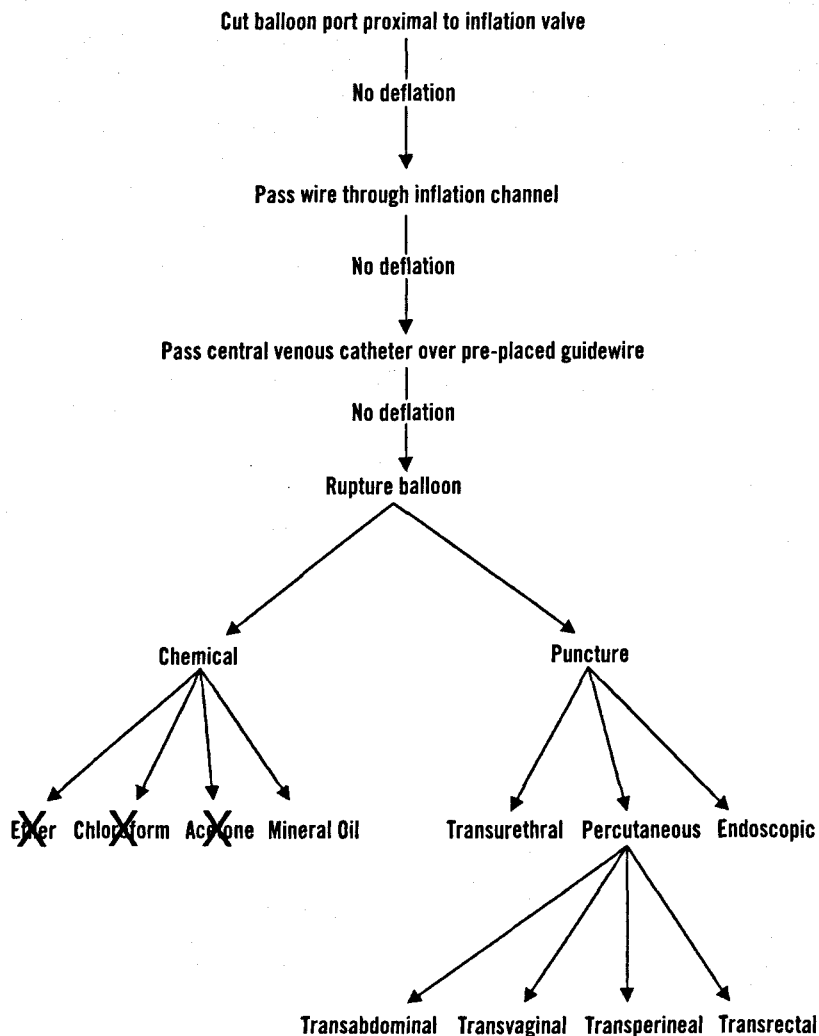 Cut balloon port proximal to inflation valve
No deflation
Pass wire through inflation channel
No deflation
Pass central venous catheter over pre-placed guidewire
No deflation
Rupture balloon
Chemical Puncture
Ether Chloroform Acetone Mineral Oil Transurethral Percutaneous Endoscopic
Transabdominal Transvaginal Transperineal Transrectal